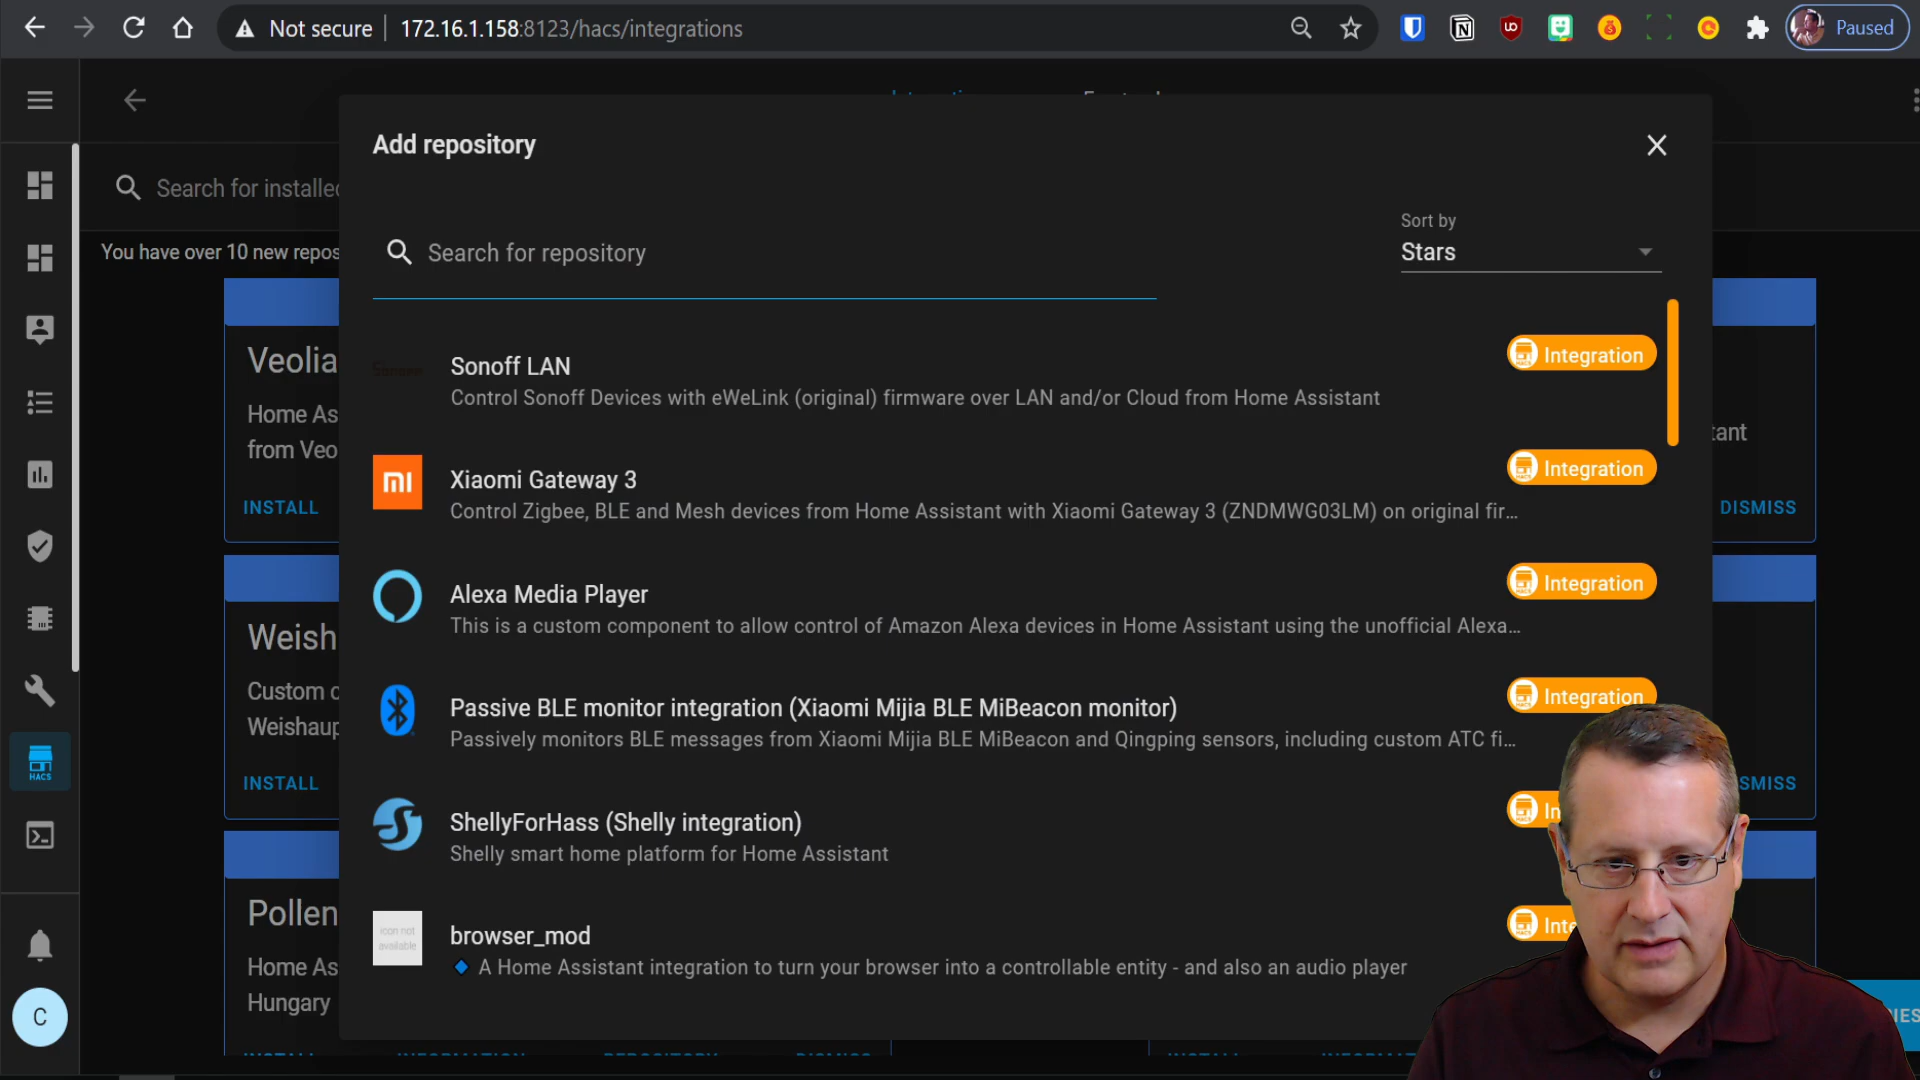 Not secure
172.16.1.158:8123/hacs/integrations
Paused
Add repository
Search for installed
Search for repository
Sort by
Stars
You have over 10 new repos
Veolia
Home As
from Veo
INSTALL
tant
DISMISS
Sonoff LAN
Control Sonoff Devices with eWeLink (original) firmware over LAN and/or Cloud from Home Assistant
Integration
Xiaomi Gateway 3
Control Zigbee, BLE and Mesh devices from Home Assistant with Xiaomi Gateway 3 (ZNDMWG03LM) on original fir...
Integration
Alexa Media Player
This is a custom component to allow control of Amazon Alexa devices in Home Assistant using the unofficial Alexa...
Integration
Weish
Custom c
Weishaup
INSTALL
SMISS
Passive BLE monitor integration (Xiaomi Mijia BLE MiBeacon monitor)
Passively monitors BLE messages from Xiaomi Mijia BLE MiBeacon and Qingping sensors, including custom ATC fi...
Integration
HACS
ShellyForHass (Shelly integration)
Shelly smart home platform for Home Assistant
In
Pollen
Home As
Hungary
icon not
available
browser_mod
A Home Assistant integration to turn your browser into a controllable entity - and also an audio player
Inte
C
IES